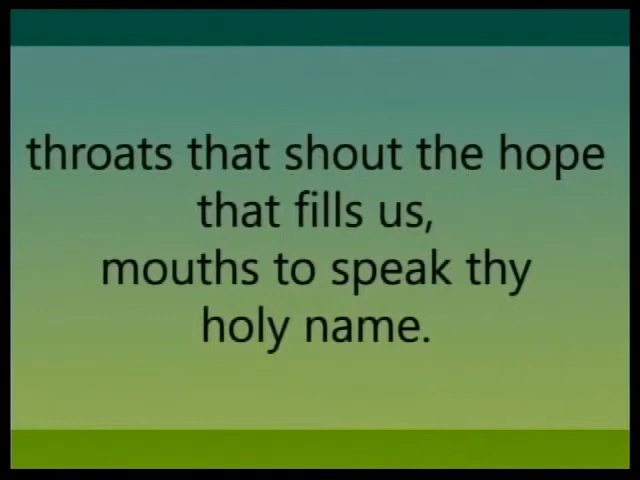 throats that shout the hope
that fills us,
mouths to speak thy
holy name.